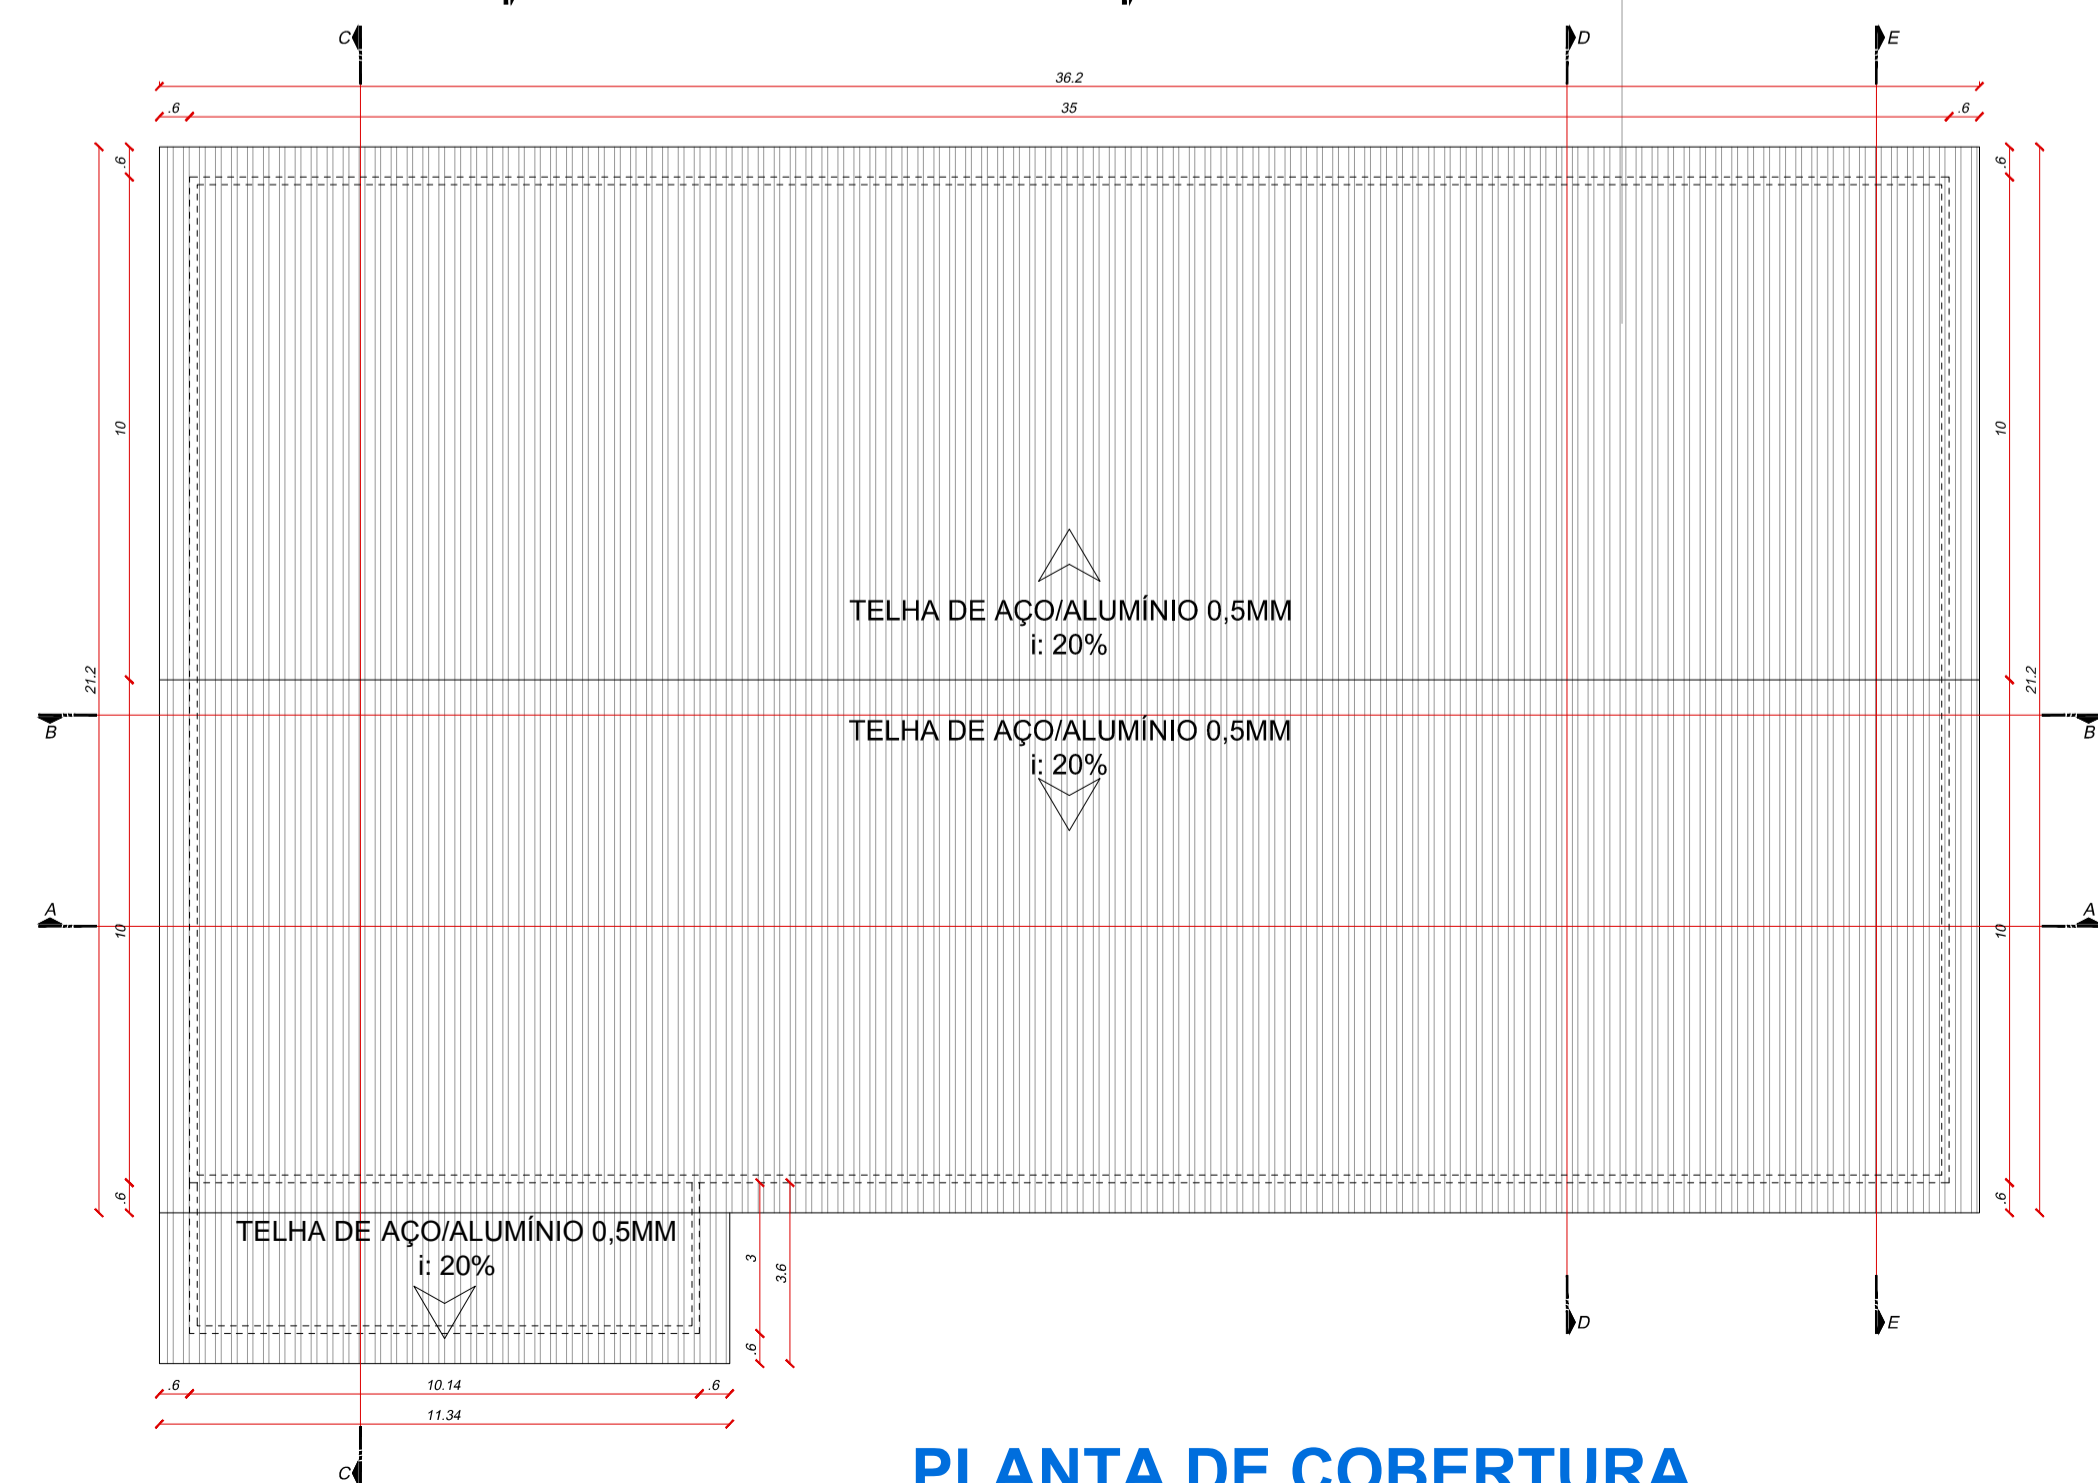 C
D
E
36.2
.6
35
.6
.6
.6
10
10
TELHA DE AÇO/ALUMÍNIO 0,5MM
i: 20%
21.2
21.2
B
TELHA DE AÇO/ALUMÍNIO 0,5MM
B
i: 20%
A
A
10
10
.6
.6
TELHA DE AÇO/ALUMÍNIO 0,5MM
i: 20%
3
3.6
D
E
.6
.6
10.14
.6
11.34
C
PLANTA DE COBERTURA